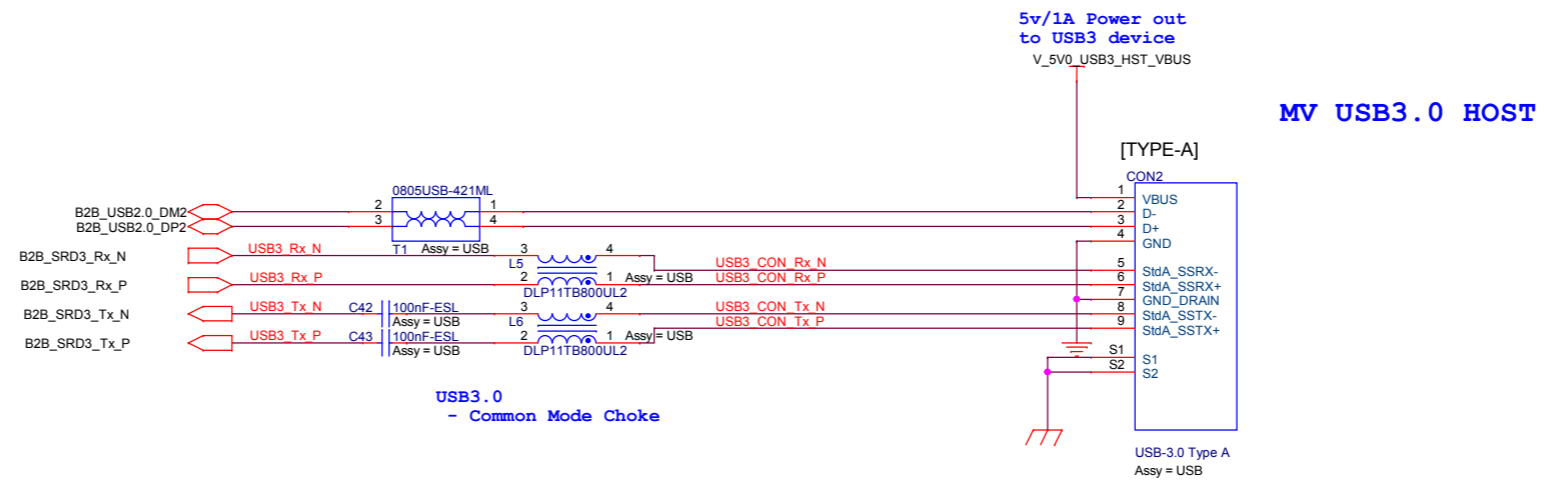 5v/1A Power out
to USB3 device
V_5V0_USB3_HST_VBUS
MV USB3.0 HOST
[TYPE-A]
CON2
0805USB-421ML
1
VBUS
B2B_USB2.0_DM2
2
1
2
D-
B2B_USB2.0_DP2
3
4
3
D+
T1
Assy = USB
4
GND
B2B_SRD3_Rx_N
USB3_Rx_N
3
4
L5
USB3_CON_Rx_N
5
StdA_SSRX-
B2B_SRD3_Rx_P
USB3_Rx_P
2
1
Assy = USB
USB3_CON_Rx_P
6
StdA_SSRX+
DLP11TB800UL2
7
GND_DRAIN
B2B_SRD3_Tx_N
USB3_Tx_N
C42
100nF-ESL
Assy = USB
3
4
L6
USB3_CON_Tx_N
8
StdA_SSTX-
USB3_CON_Tx_P
9
StdA_SSTX+
B2B_SRD3_Tx_P
USB3_Tx_P
C43
100nF-ESL
Assy = USB
2
1
Assy = USB
DLP11TB800UL2
S1
S1
S2
S2
USB3.0
- Common Mode Choke
USB-3.0 Type A
Assy = USB